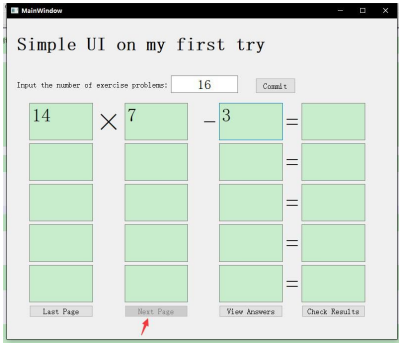 MainWindow
Simple UI on my first try
Input the number of exercise problems: 16 Commit
14 × 7 − 3 =
=
=
=
=
Last Page Next Page View Answers Check Results